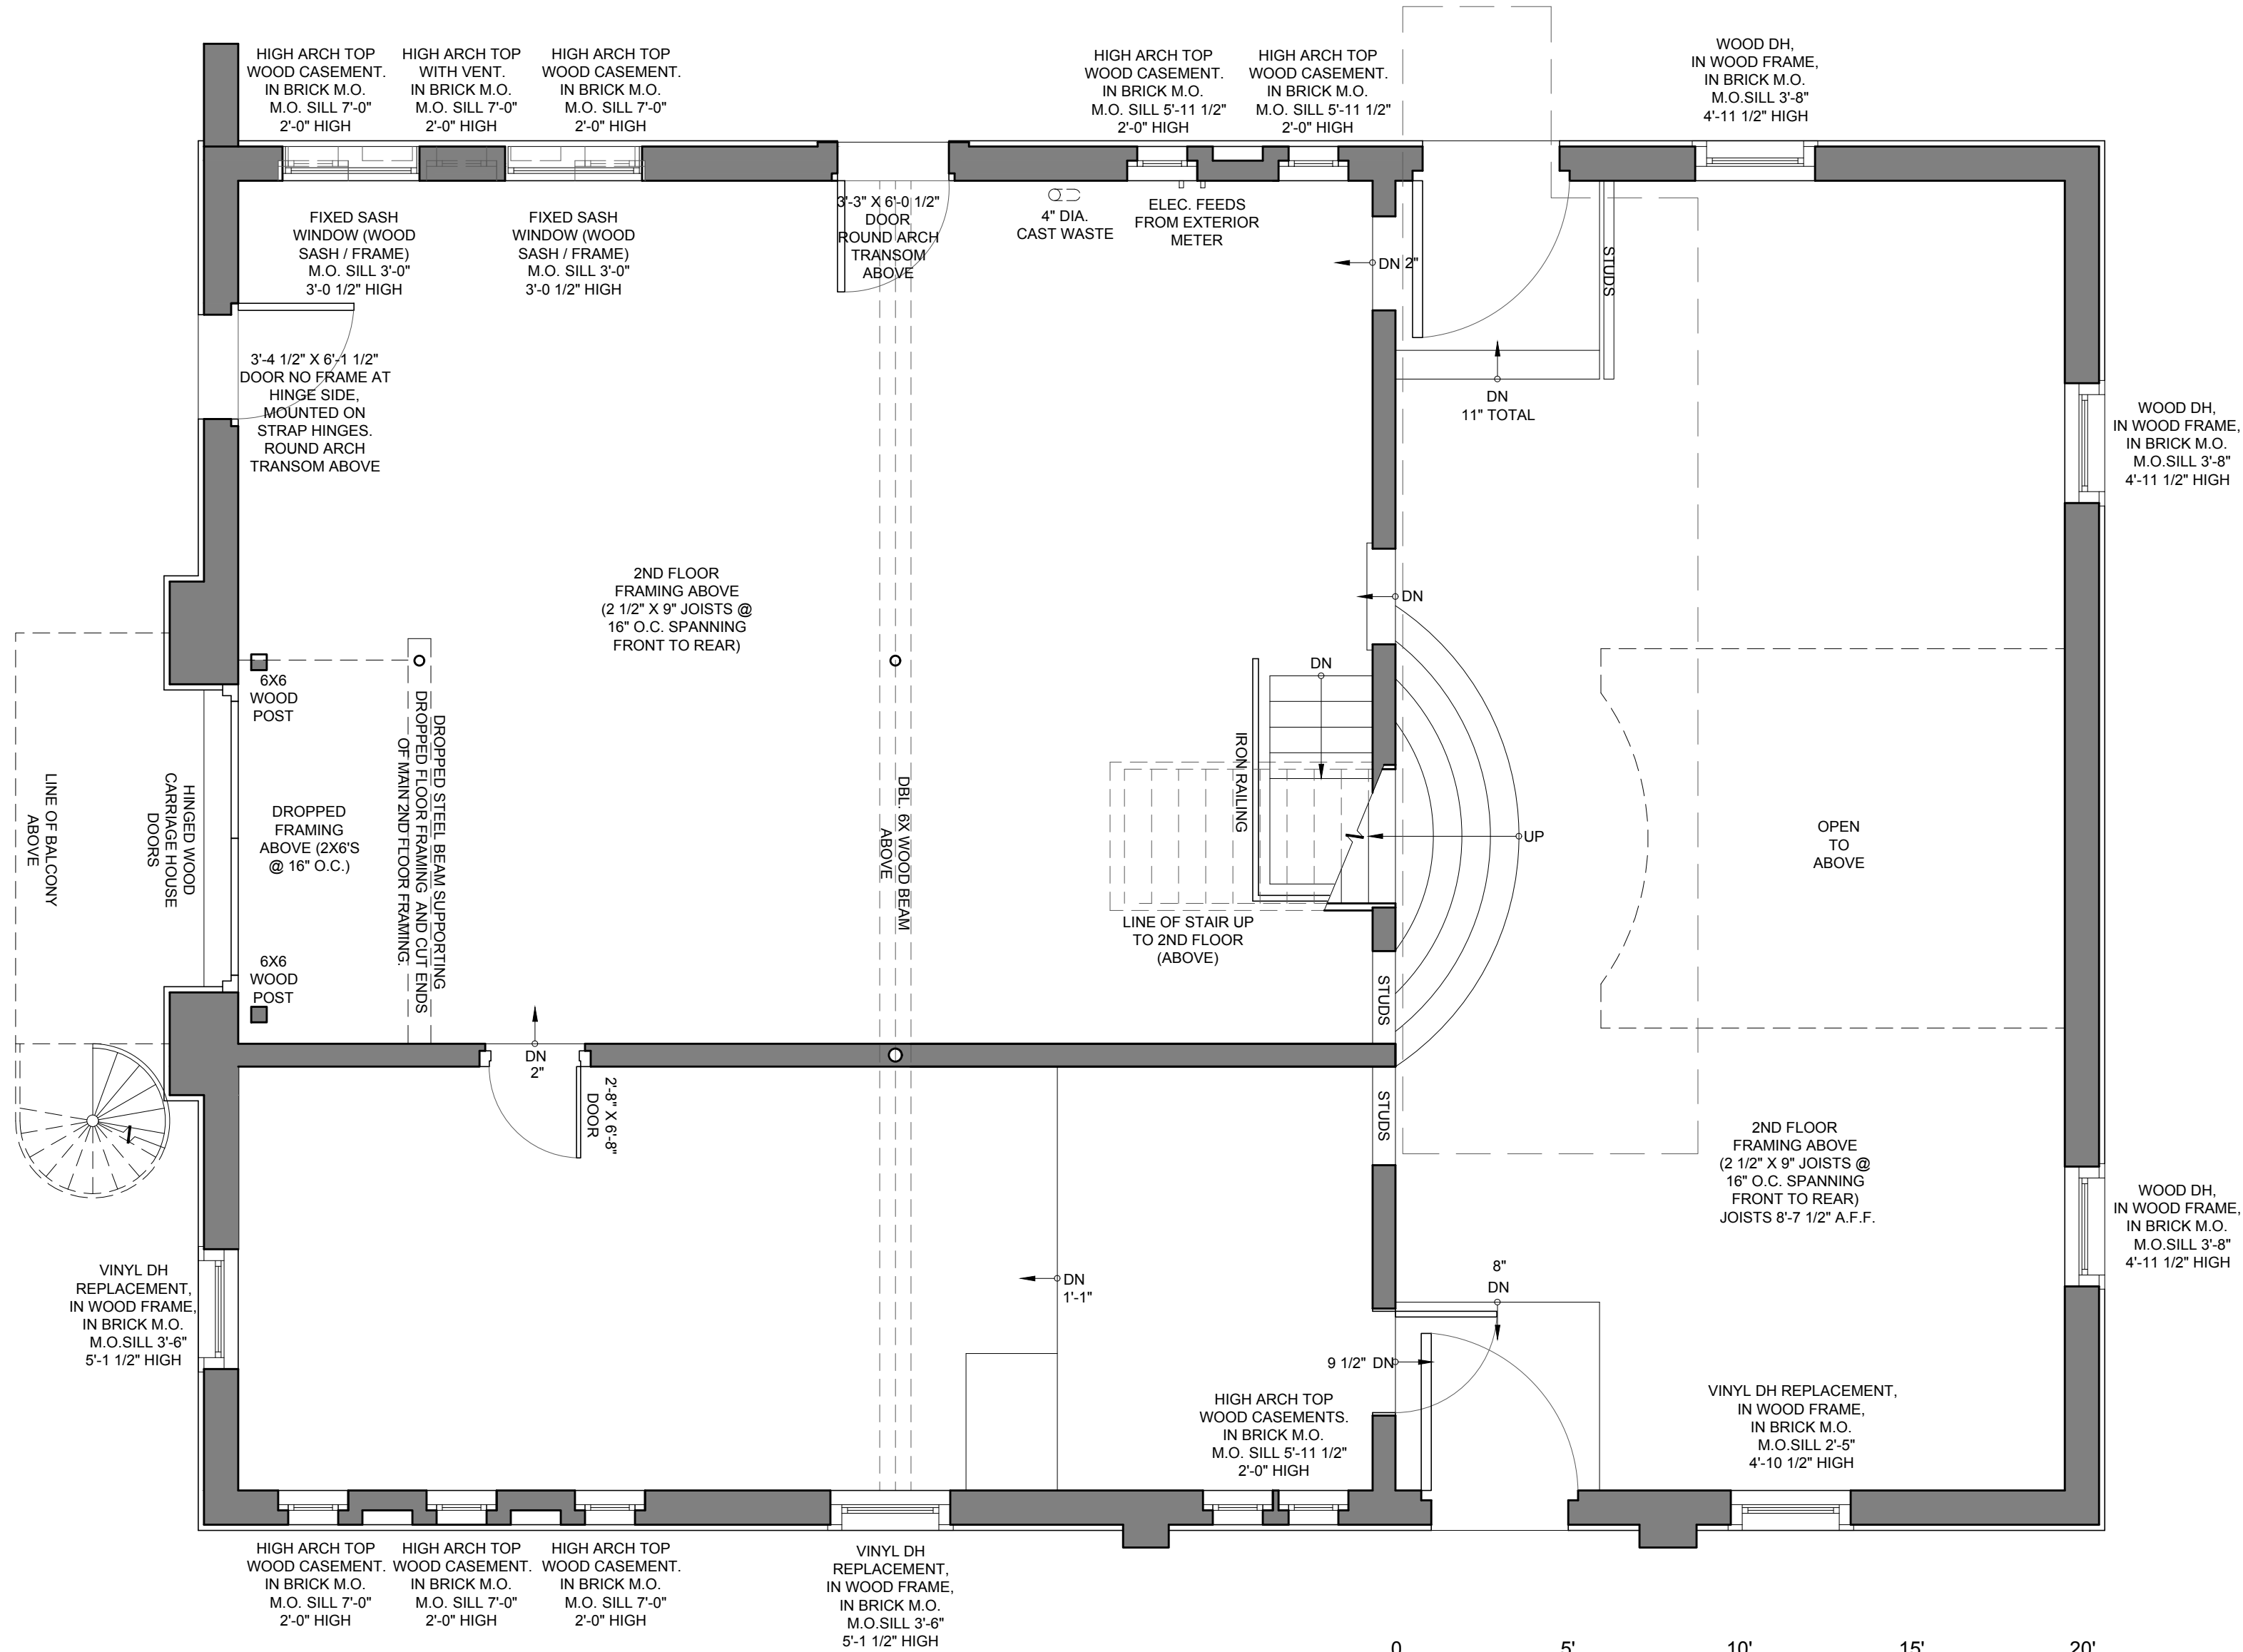 HIGH ARCH TOP
WOOD CASEMENT.
IN BRICK M.O.
M.O. SILL 7'-0"
2'-0" HIGH
HIGH ARCH TOP
WITH VENT.
IN BRICK M.O.
M.O. SILL 7'-0"
2'-0" HIGH
HIGH ARCH TOP
WOOD CASEMENT.
IN BRICK M.O.
M.O. SILL 7'-0"
2'-0" HIGH
HIGH ARCH TOP
WOOD CASEMENT.
IN BRICK M.O.
M.O. SILL 5'-11 1/2"
2'-0" HIGH
HIGH ARCH TOP
WOOD CASEMENT.
IN BRICK M.O.
M.O. SILL 5'-11 1/2"
2'-0" HIGH
WOOD DH,
IN WOOD FRAME,
IN BRICK M.O.
M.O.SILL 3'-8"
4'-11 1/2" HIGH
FIXED SASH
WINDOW (WOOD
SASH / FRAME)
M.O. SILL 3'-0"
3'-0 1/2" HIGH
FIXED SASH
WINDOW (WOOD
SASH / FRAME)
M.O. SILL 3'-0"
3'-0 1/2" HIGH
3'-3" X 6'-0 1/2"
DOOR
ROUND ARCH
TRANSOM
ABOVE
4" DIA.
CAST WASTE
ELEC. FEEDS
FROM EXTERIOR
METER
DN 2"
STUDS
3'-4 1/2" X 6'-1 1/2"
DOOR NO FRAME AT
HINGE SIDE,
MOUNTED ON
STRAP HINGES.
ROUND ARCH
TRANSOM ABOVE
DN
11" TOTAL
WOOD DH,
IN WOOD FRAME,
IN BRICK M.O.
M.O.SILL 3'-8"
4'-11 1/2" HIGH
2ND FLOOR
FRAMING ABOVE
(2 1/2" X 9" JOISTS @
16" O.C. SPANNING
FRONT TO REAR)
DN
6X6
WOOD
POST
DN
LINE OF BALCONY
ABOVE
HINGED WOOD
CARRIAGE HOUSE
DOORS
DROPPED
FRAMING
ABOVE (2X6'S
@ 16" O.C.)
DROPPED STEEL BEAM SUPPORTING
DROPPED FLOOR FRAMING AND CUT ENDS
OF MAIN 2ND FLOOR FRAMING.
DBL. 6X WOOD BEAM
ABOVE
IRON RAILING
UP
OPEN
TO
ABOVE
LINE OF STAIR UP
TO 2ND FLOOR
(ABOVE)
6X6
WOOD
POST
STUDS
DN
2"
2'-8" X 6'-8"
DOOR
STUDS
2ND FLOOR
FRAMING ABOVE
(2 1/2" X 9" JOISTS @
16" O.C. SPANNING
FRONT TO REAR)
JOISTS 8'-7 1/2" A.F.F.
WOOD DH,
IN WOOD FRAME,
IN BRICK M.O.
M.O.SILL 3'-8"
4'-11 1/2" HIGH
VINYL DH
REPLACEMENT,
IN WOOD FRAME,
IN BRICK M.O.
M.O.SILL 3'-6"
5'-1 1/2" HIGH
DN
1'-1"
8"
DN
9 1/2" DN
HIGH ARCH TOP
WOOD CASEMENTS.
IN BRICK M.O.
M.O. SILL 5'-11 1/2"
2'-0" HIGH
VINYL DH REPLACEMENT,
IN WOOD FRAME,
IN BRICK M.O.
M.O.SILL 2'-5"
4'-10 1/2" HIGH
HIGH ARCH TOP
WOOD CASEMENT.
IN BRICK M.O.
M.O. SILL 7'-0"
2'-0" HIGH
HIGH ARCH TOP
WOOD CASEMENT.
IN BRICK M.O.
M.O. SILL 7'-0"
2'-0" HIGH
HIGH ARCH TOP
WOOD CASEMENT.
IN BRICK M.O.
M.O. SILL 7'-0"
2'-0" HIGH
VINYL DH
REPLACEMENT,
IN WOOD FRAME,
IN BRICK M.O.
M.O.SILL 3'-6"
5'-1 1/2" HIGH
0 5' 10' 15' 20'